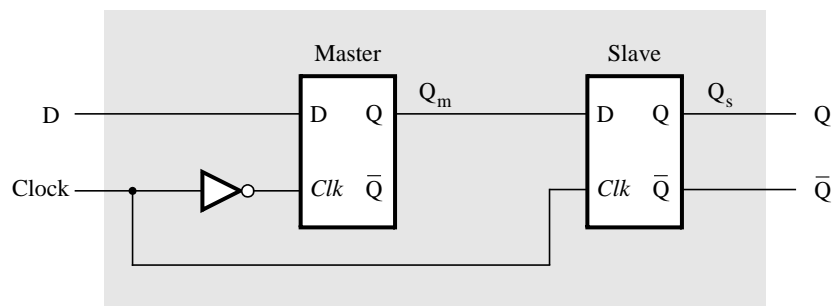 Master Slave
D D Q Q_m D Q Q_s Q
Clock Clk Q̅ Clk Q̅ Q̅